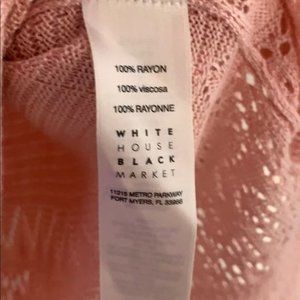 100% RAYON
100% viscosa
100% RAYONNE
WHITE
HOUSE
BLACK
MARKET
11215 METRO PARKWAY
FORT MYERS, FL 33966